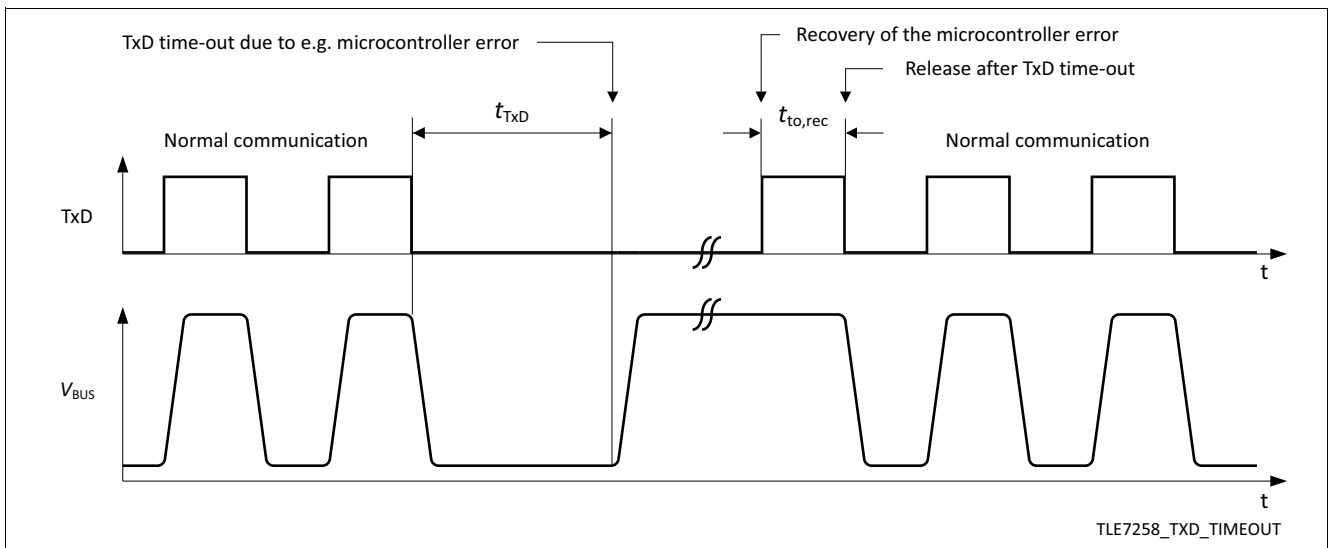 TxD time-out due to e.g. microcontroller error
Recovery of the microcontroller error
Release after TxD time-out
tTxD
tto,rec
Normal communication
Normal communication
TxD
t
VBUS
t
TLE7258_TXD_TIMEOUT